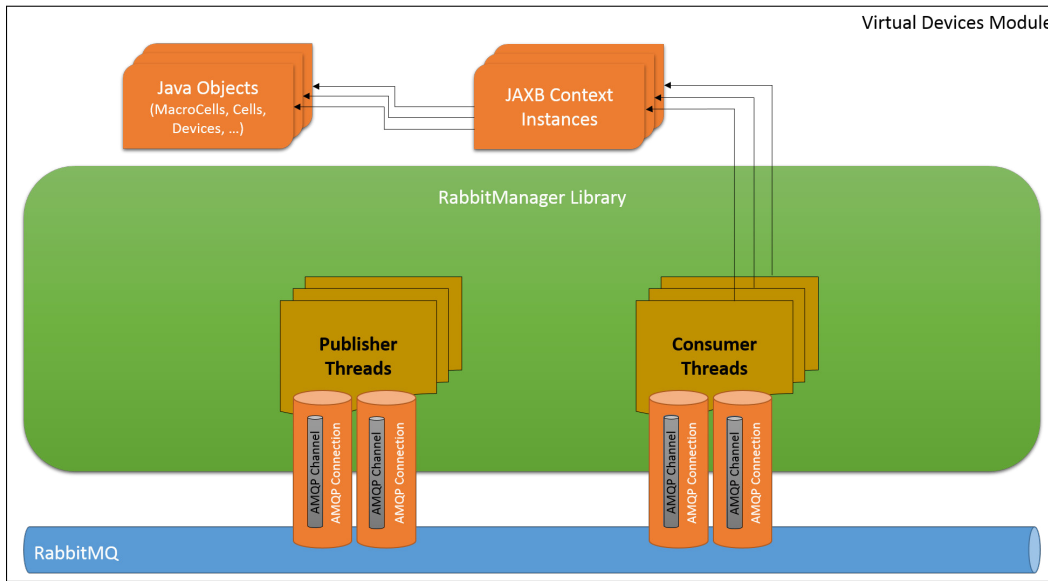 Virtual Devices Module
Java Objects
(MacroCells, Cells,
Devices, ...)
JAXB Context
Instances
RabbitManager Library
Publisher
Threads
Consumer
Threads
AMQP Channel
AMQP Connection
AMQP Channel
AMQP Connection
AMQP Channel
AMQP Connection
AMQP Channel
AMQP Connection
RabbitMQ